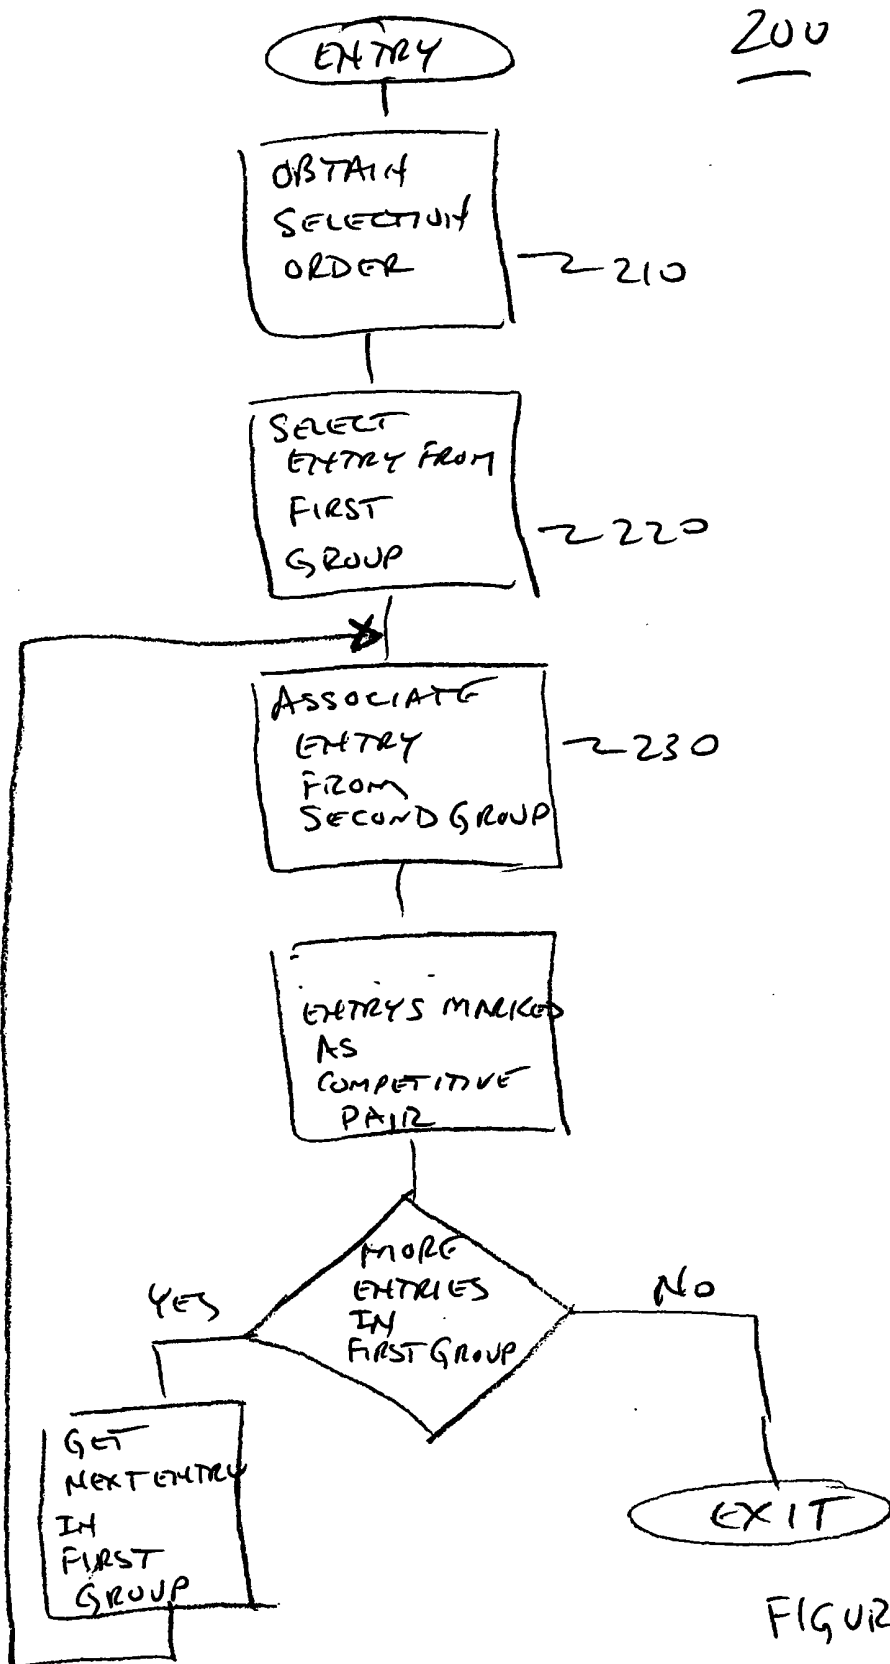 200
ENTRY
OBTAIN
SELECTION
ORDER
210
SELECT
ENTRY FROM
FIRST
GROUP
220
ASSOCIATE
ENTRY
FROM
SECOND GROUP
230
ENTRYS MARKED
AS
COMPETITIVE
PAIR
MORE
ENTRIES
IN
FIRST GROUP
YES
NO
GET
NEXT ENTRY
IN
FIRST
GROUP
EXIT
FIGUR